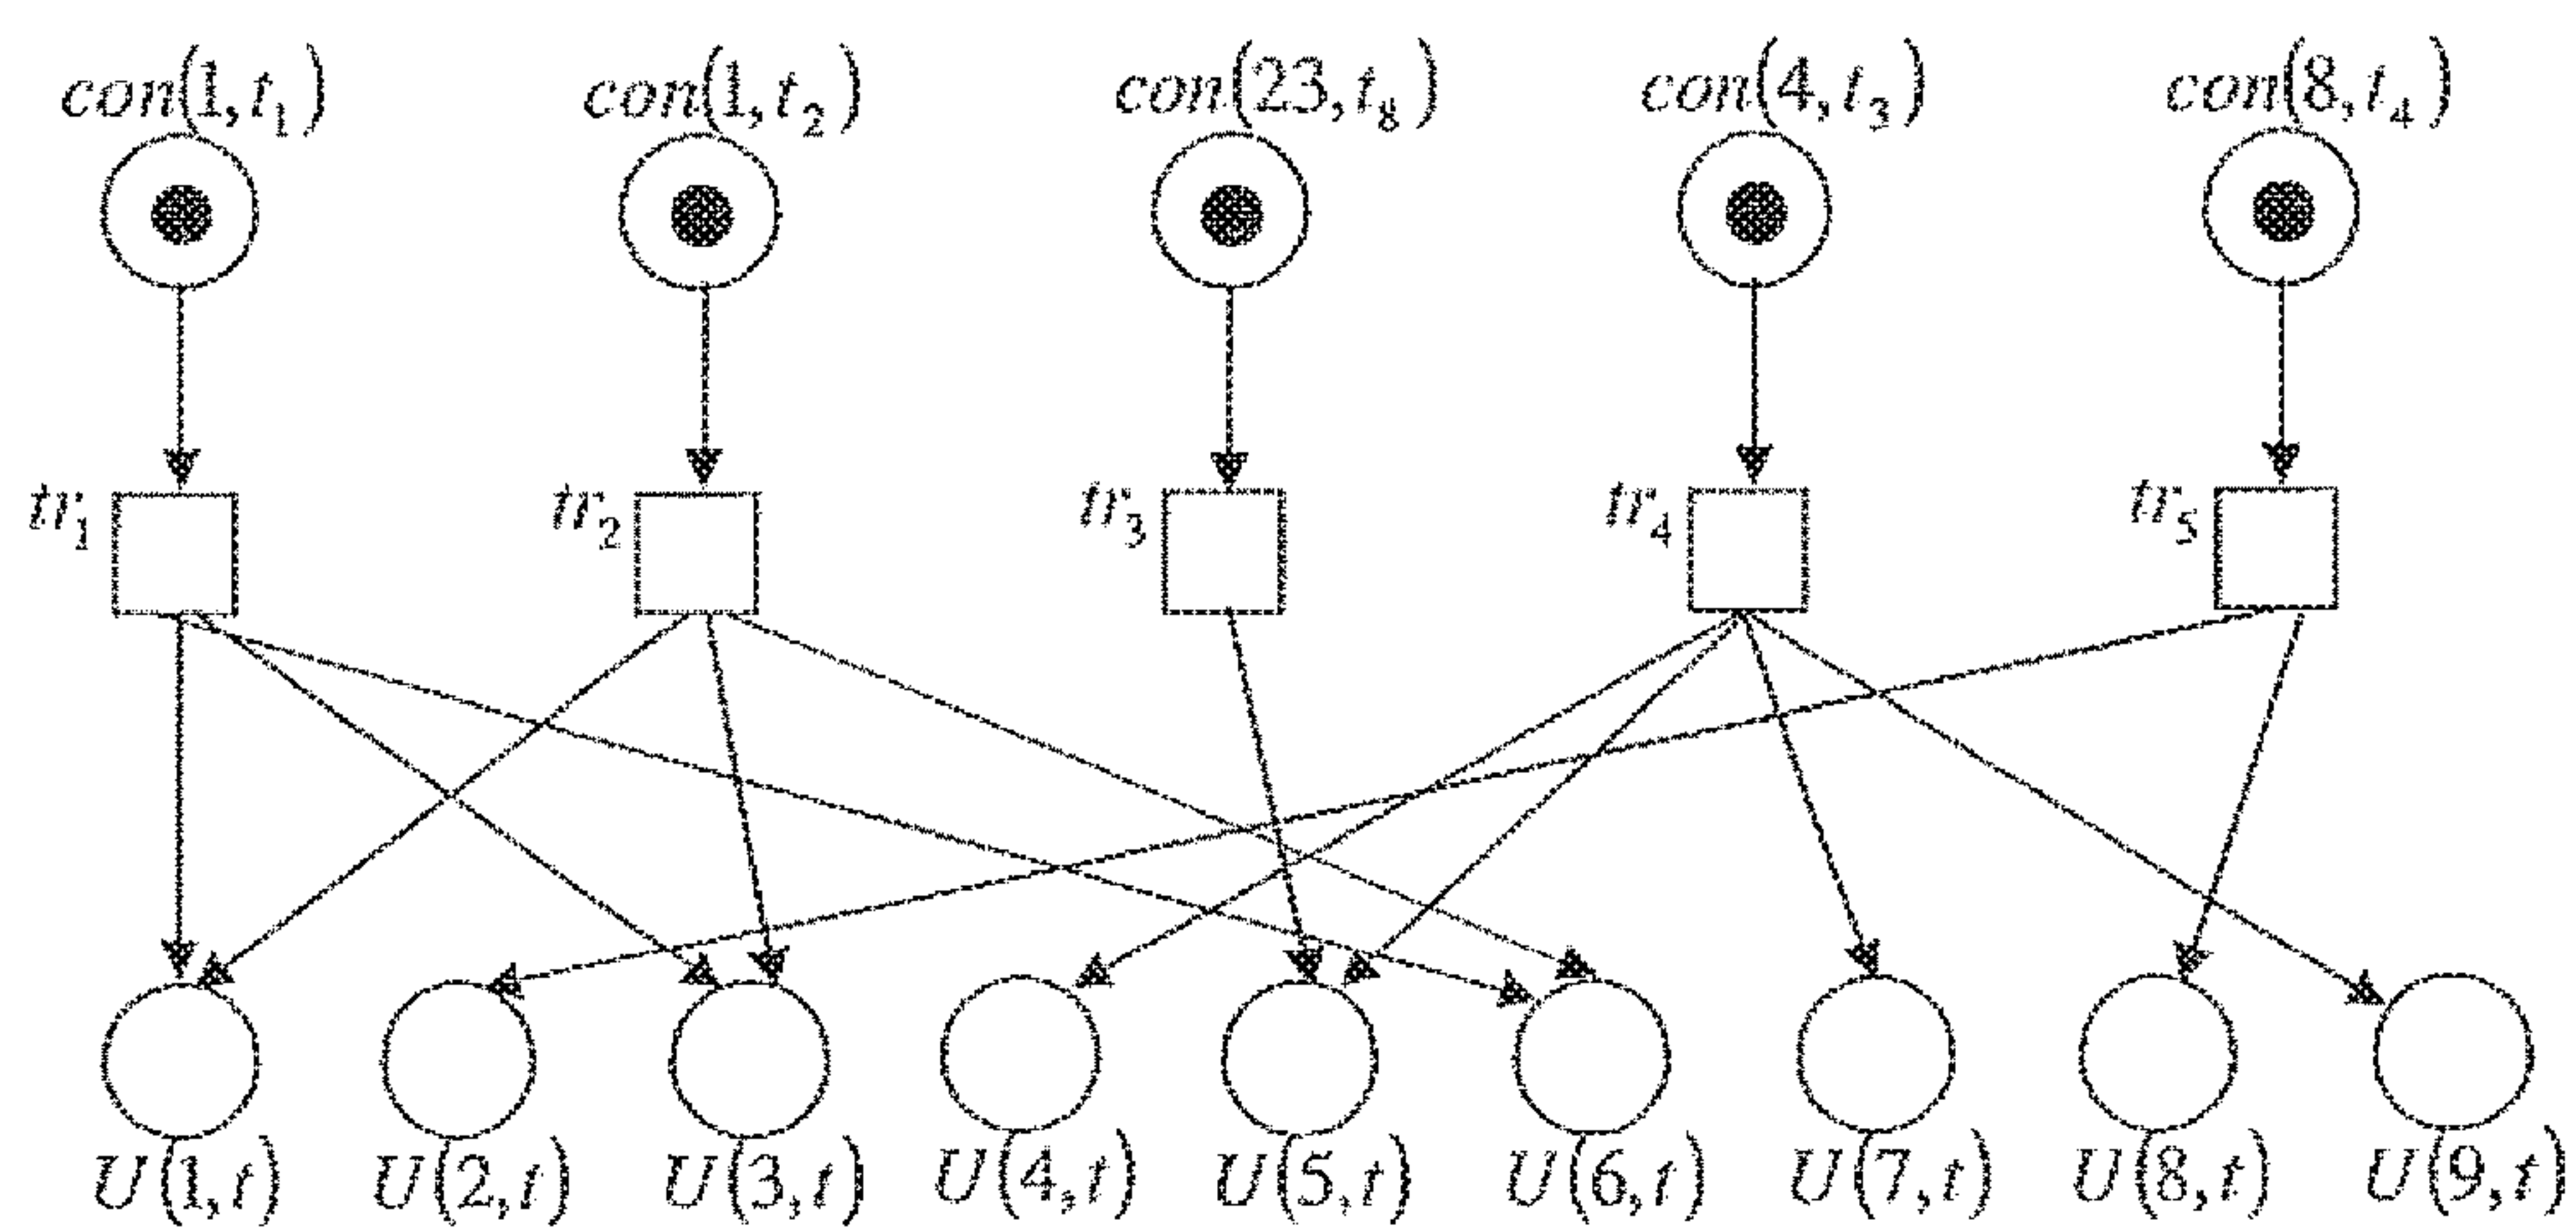 con(1, t₁) con(1, t₂) con(23, t₈) con(4, t₃) con(8, t₄)
tr₁ tr₂ tr₃ tr₄ tr₅
U(1, t) U(2, t) U(3, t) U(4, t) U(5, t) U(6, t) U(7, t) U(8, t) U(9, t)